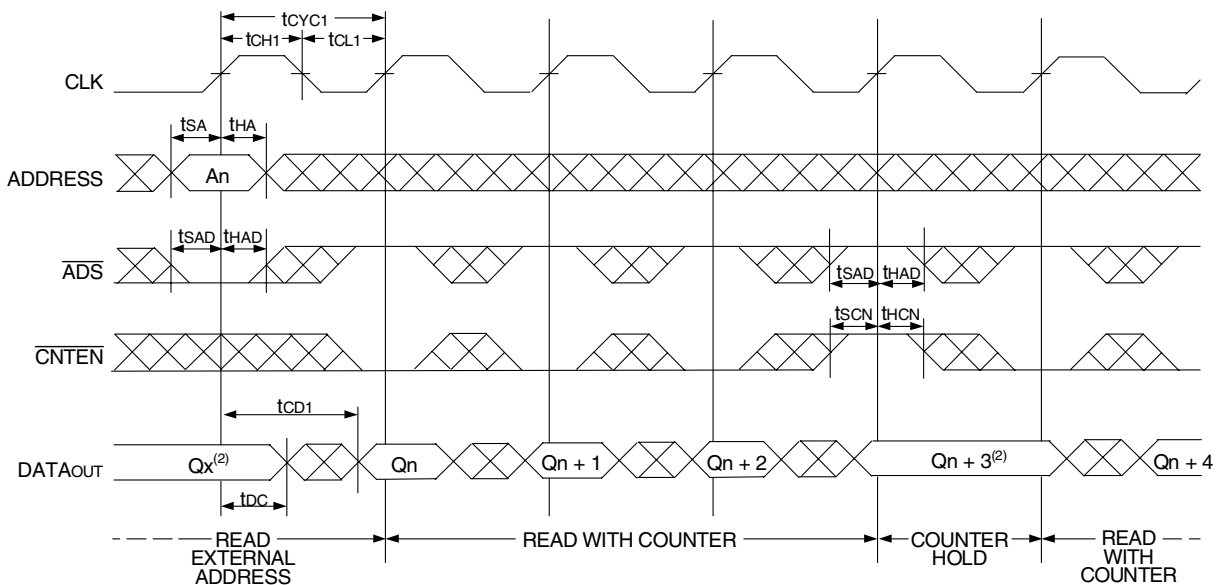 tCYC1
tCH1 tCL1
CLK
tSA tHA
ADDRESS An
tSAD tHAD
ADS
tSAD tHAD
tSCN tHCN
CNTEN
tCD1
DATAOUT Qx(2) Qn Qn + 1 Qn + 2 Qn + 3(2) Qn + 4
tDC
READ EXTERNAL ADDRESS
READ WITH COUNTER
COUNTER HOLD
READ WITH COUNTER